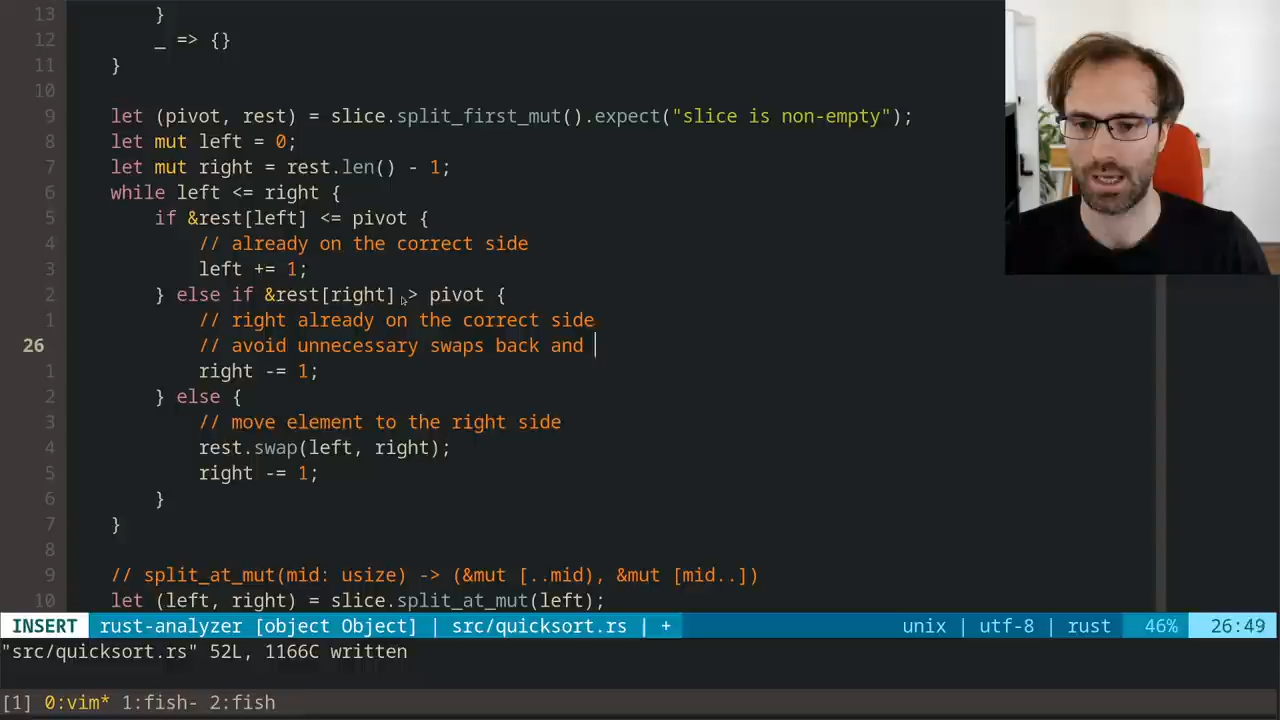 13 }
12 _ => {}
11 }
10
9 let (pivot, rest) = slice.split_first_mut().expect("slice is non-empty");
8 let mut left = 0;
7 let mut right = rest.len() - 1;
6 while left <= right {
5 if &rest[left] <= pivot {
4 // already on the correct side
3 left += 1;
2 } else if &rest[right] > pivot {
1 // right already on the correct side
26 // avoid unnecessary swaps back and
1 right -= 1;
2 } else {
3 // move element to the right side
4 rest.swap(left, right);
5 right -= 1;
6 }
7 }
8
9 // split_at_mut(mid: usize) -> (&mut [..mid), &mut [mid..])
10 let (left, right) = slice.split_at_mut(left);
INSERT rust-analyzer [object Object] | src/quicksort.rs | + unix | utf-8 | rust 46% 26:49
"src/quicksort.rs" 52L, 1166C written
[1] 0:vim* 1:fish- 2:fish